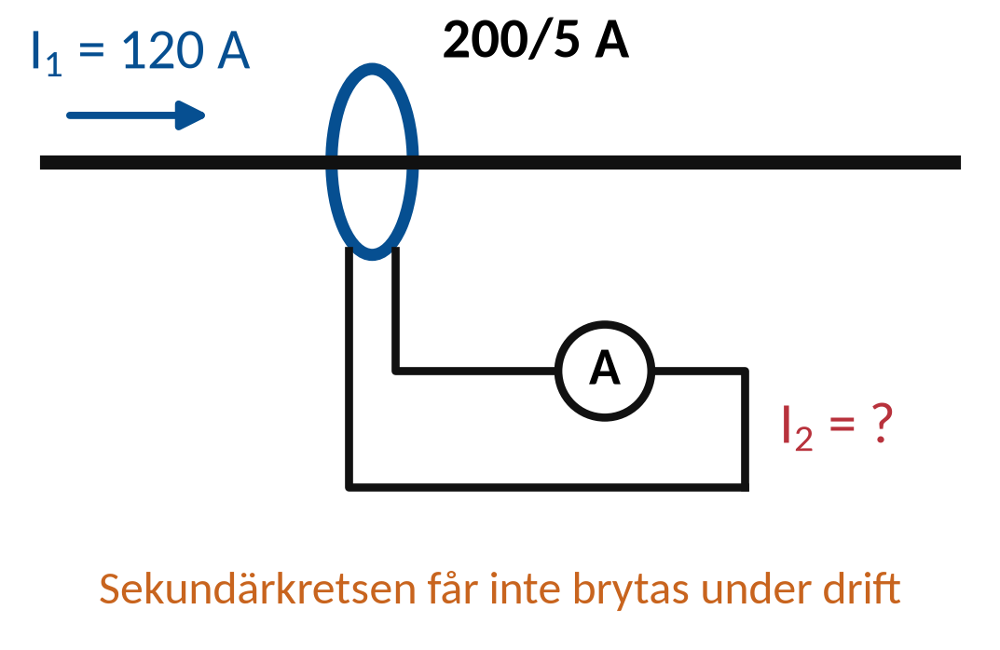 I₁ = 120 A
200/5 A
A
I₂ = ?
Sekundärkretsen får inte brytas under drift